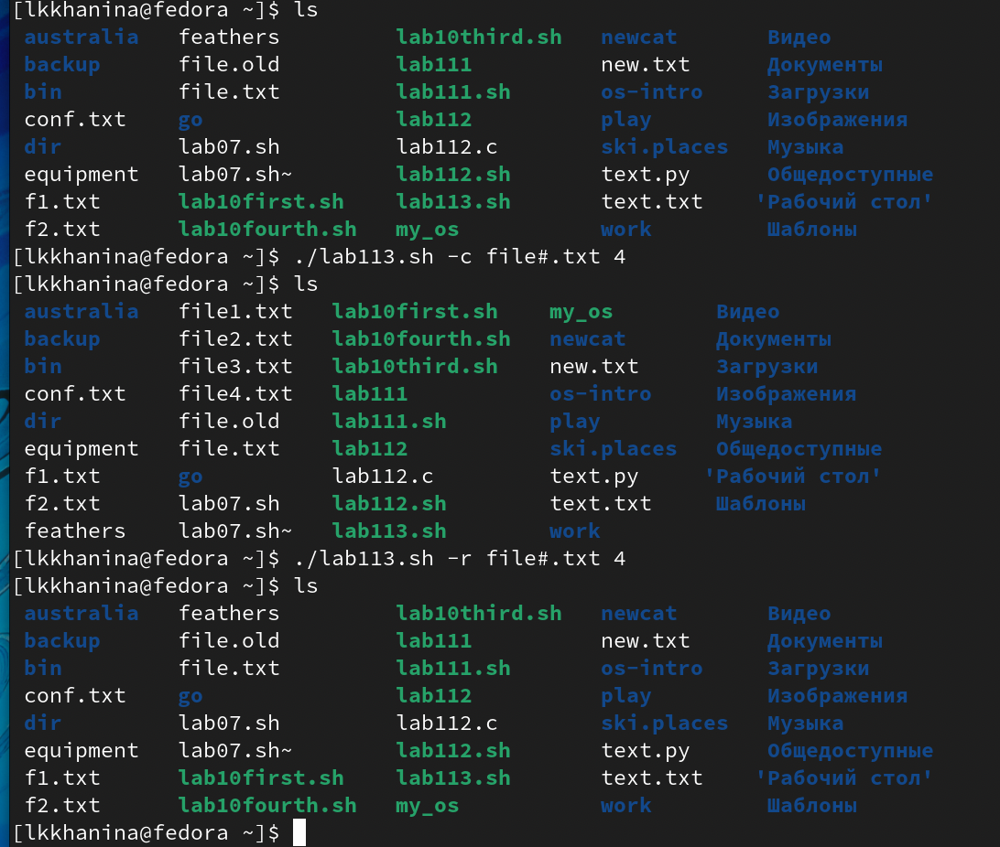 [lkkhanina@fedora ~]$ ls
australia feathers lab10third.sh newcat Видео
backup file.old lab111 new.txt Документы
bin file.txt lab111.sh os-intro Загрузки
conf.txt go lab112 play Изображения
dir lab07.sh lab112.c ski.places Музыка
equipment lab07.sh~ lab112.sh text.py Общедоступные
f1.txt lab10first.sh lab113.sh text.txt 'Рабочий стол'
f2.txt lab10fourth.sh my_os work Шаблоны
[lkkhanina@fedora ~]$ ./lab113.sh -c file#.txt 4
[lkkhanina@fedora ~]$ ls
australia file1.txt lab10first.sh my_os Видео
backup file2.txt lab10fourth.sh newcat Документы
bin file3.txt lab10third.sh new.txt Загрузки
conf.txt file4.txt lab111 os-intro Изображения
dir file.old lab111.sh play Музыка
equipment file.txt lab112 ski.places Общедоступные
f1.txt go lab112.c text.py 'Рабочий стол'
f2.txt lab07.sh lab112.sh text.txt Шаблоны
feathers lab07.sh~ lab113.sh work
[lkkhanina@fedora ~]$ ./lab113.sh -r file#.txt 4
[lkkhanina@fedora ~]$ ls
australia feathers lab10third.sh newcat Видео
backup file.old lab111 new.txt Документы
bin file.txt lab111.sh os-intro Загрузки
conf.txt go lab112 play Изображения
dir lab07.sh lab112.c ski.places Музыка
equipment lab07.sh~ lab112.sh text.py Общедоступные
f1.txt lab10first.sh lab113.sh text.txt 'Рабочий стол'
f2.txt lab10fourth.sh my_os work Шаблоны
[lkkhanina@fedora ~]$